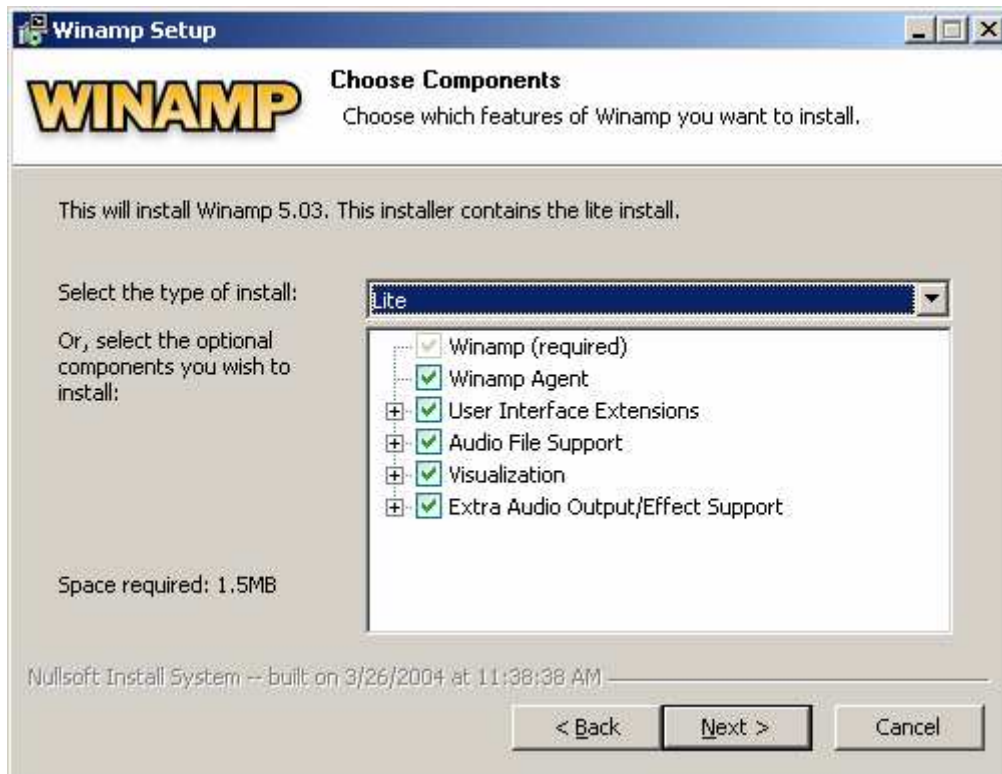 Winamp Setup
WINAMP
Choose Components
Choose which features of Winamp you want to install.
This will install Winamp 5.03. This installer contains the lite install.
Select the type of install:
Lite
Or, select the optional
components you wish to
install:
Winamp (required)
Winamp Agent
User Interface Extensions
Audio File Support
Visualization
Extra Audio Output/Effect Support
Space required: 1.5MB
Nullsoft Install System -- built on 3/26/2004 at 11:38:38 AM
< Back
Next >
Cancel